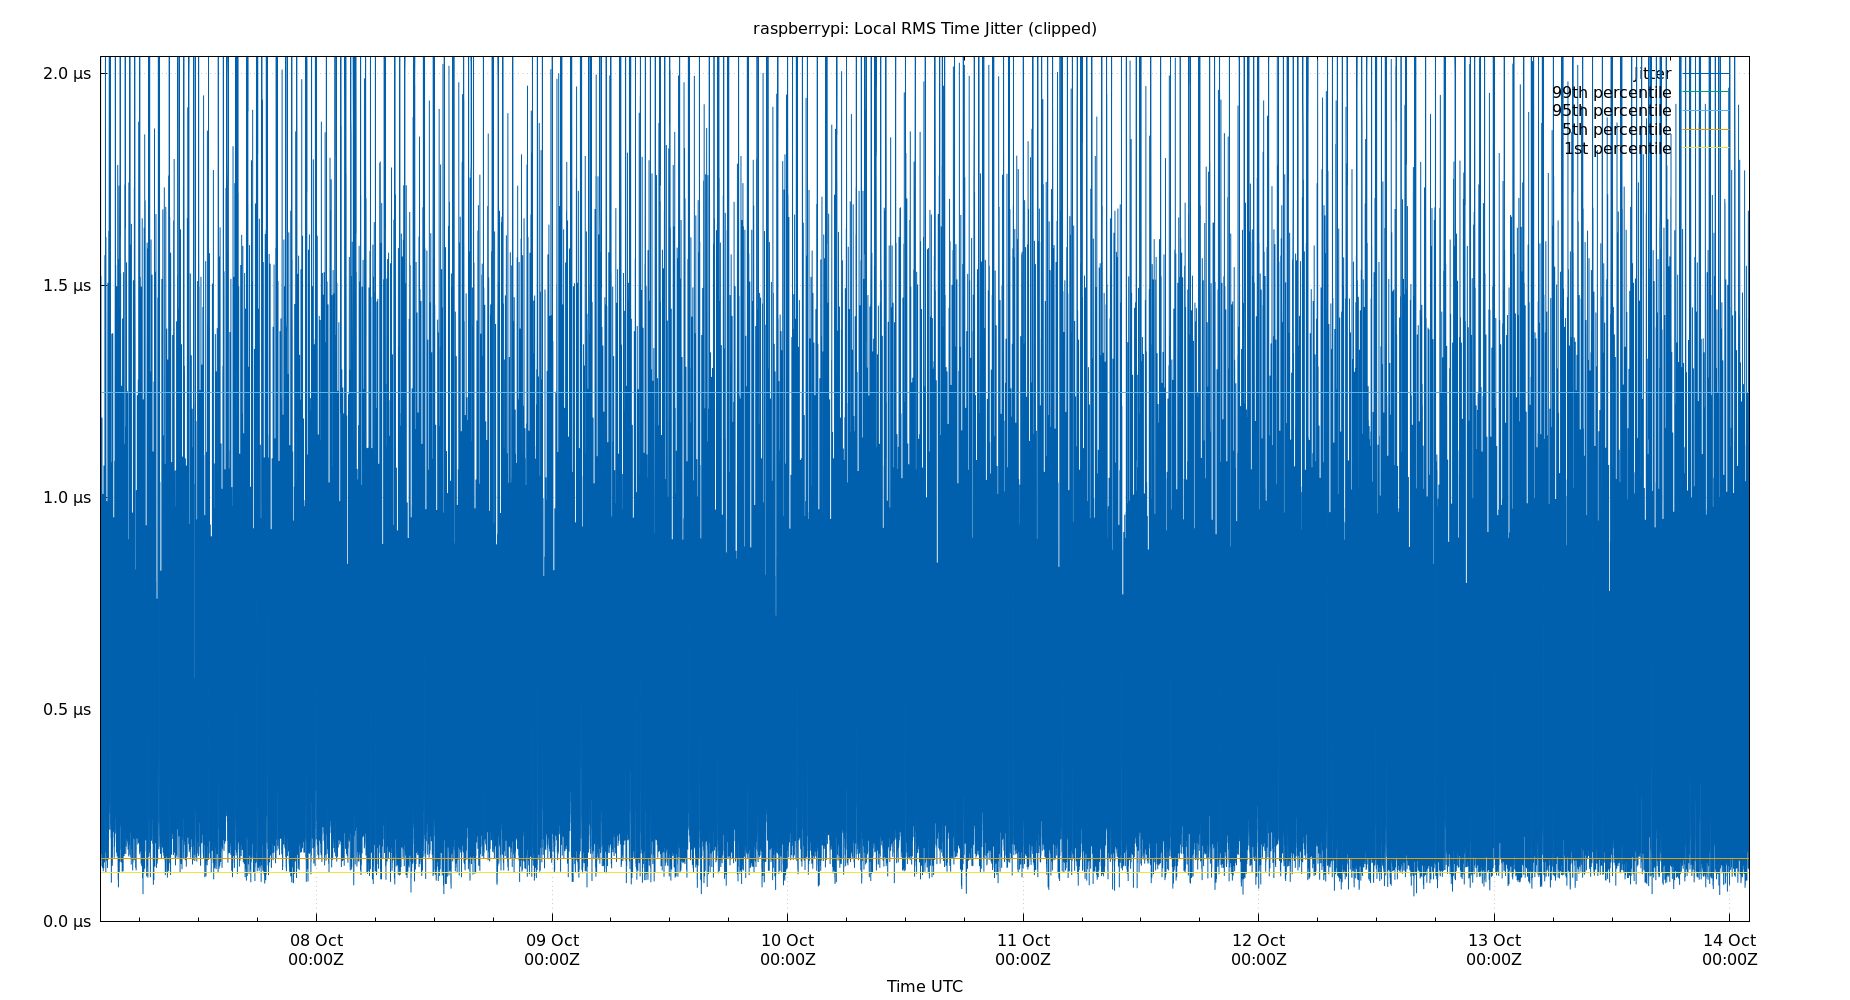 raspberrypi: Local RMS Time Jitter (clipped)
2.0 µs
1.5 µs
1.0 µs
0.5 µs
0.0 µs
Jitter
99th percentile
95th percentile
5th percentile
1st percentile
08 Oct
00:00Z
09 Oct
00:00Z
10 Oct
00:00Z
11 Oct
00:00Z
12 Oct
00:00Z
13 Oct
00:00Z
14 Oct
00:00Z
Time UTC